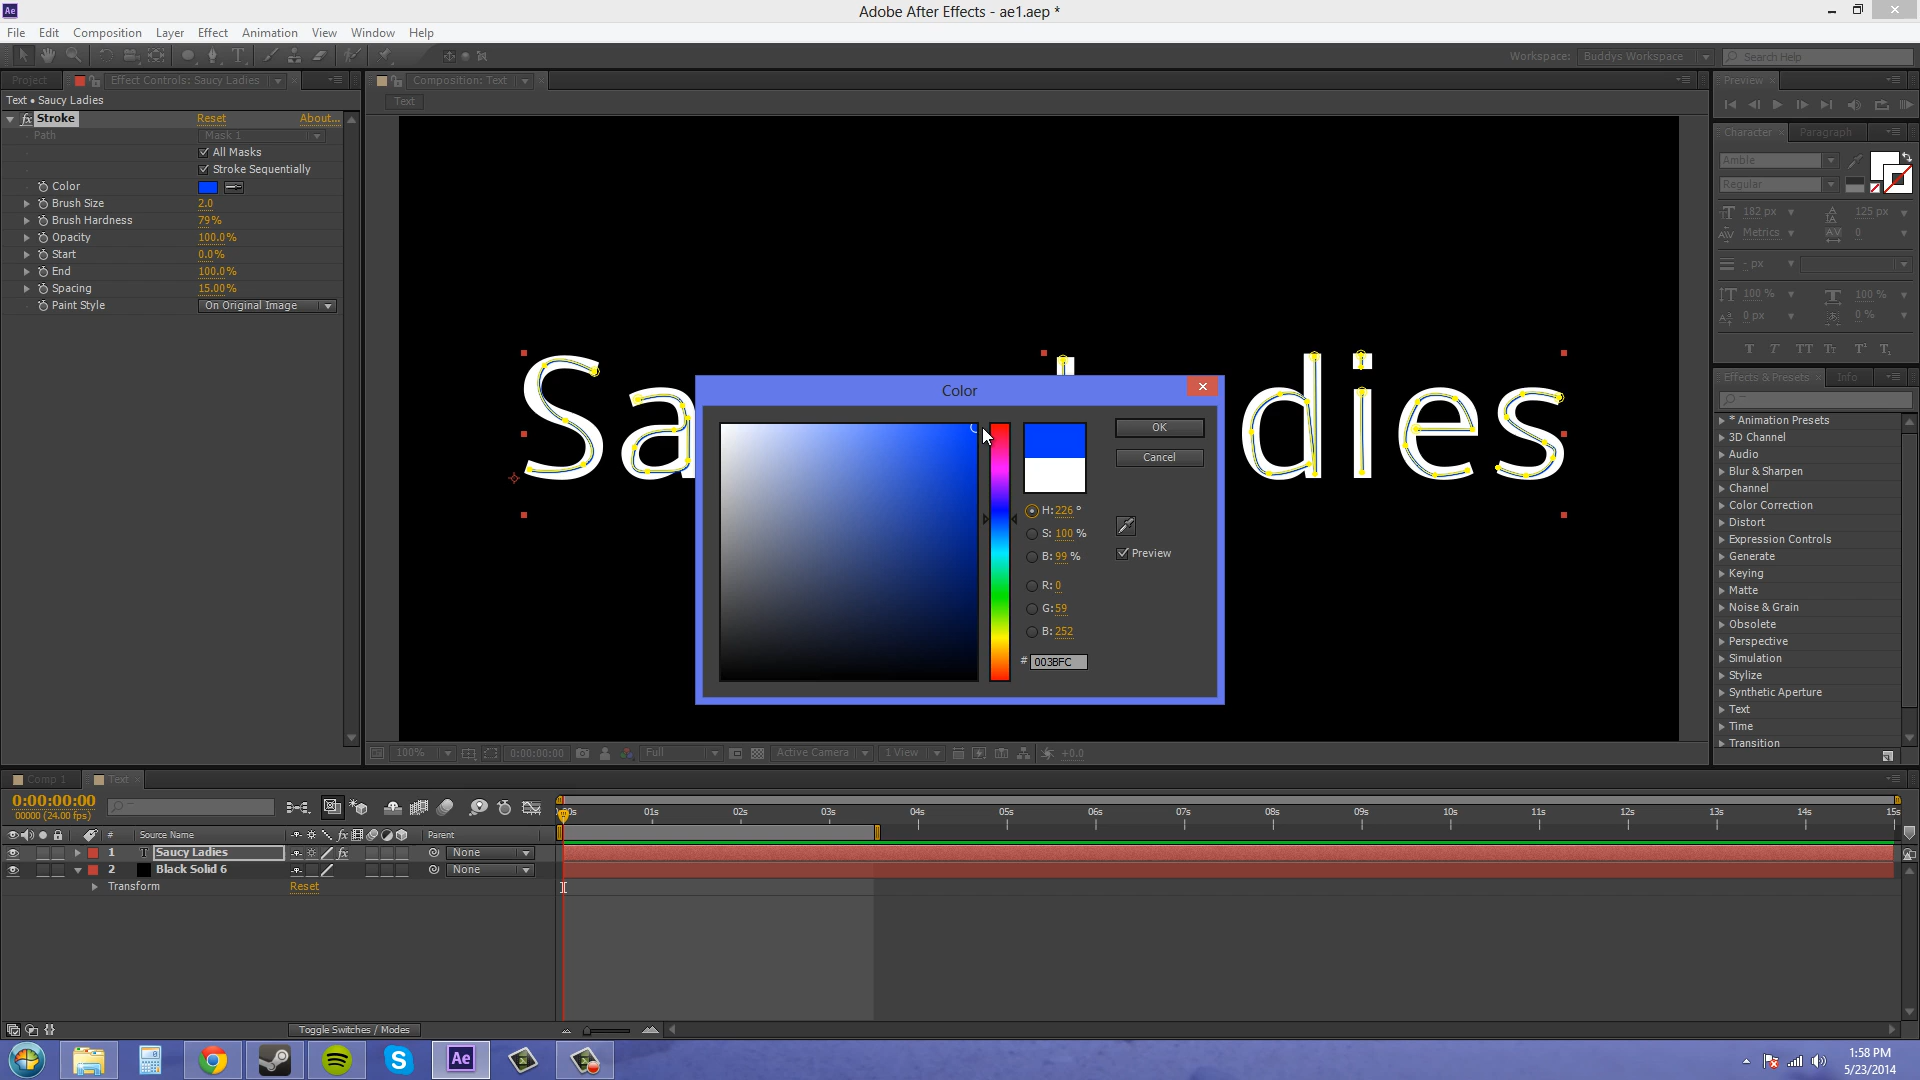 Ae
Adobe After Effects - ae1.aep *
File Edit Composition Layer Effect Animation View Window Help
Workspace: Buddys Workspace Search Help
Project Effect Controls: Saucy Ladies
Composition: Text
Preview
Text • Saucy Ladies
Text
fx Stroke Reset About...
Path Mask 1
All Masks
Stroke Sequentially
Color
Brush Size 2.0
Brush Hardness 79%
Opacity 100.0%
Start 0.0%
End 100.0%
Spacing 15.00%
Paint Style On Original Image
Sa
L
dies
Color
OK
Cancel
H: 226 °
S: 100 %
B: 99 %
Preview
R: 0
G: 59
B: 252
# 003BFC
Character Paragraph
Amble
Regular
182 px 125 px
Metrics 0
- px
100 % 100 %
0 px 0 %
Effects & Presets Info
* Animation Presets
3D Channel
Audio
Blur & Sharpen
Channel
Color Correction
Distort
Expression Controls
Generate
Keying
Matte
Noise & Grain
Obsolete
Perspective
Simulation
Stylize
Synthetic Aperture
Text
Time
Transition
100% 0:00:00:00 Full Active Camera 1 View +0.0
Comp 1 Text
0:00:00:00
00000 (24.00 fps)
00s 01s 02s 03s 04s 05s 06s 07s 08s 09s 10s 11s 12s 13s 14s 15s
# Source Name fx Parent
1 T Saucy Ladies fx None
2 Black Solid 6 None
Transform Reset
Toggle Switches / Modes
Ae
1:58 PM
5/23/2014